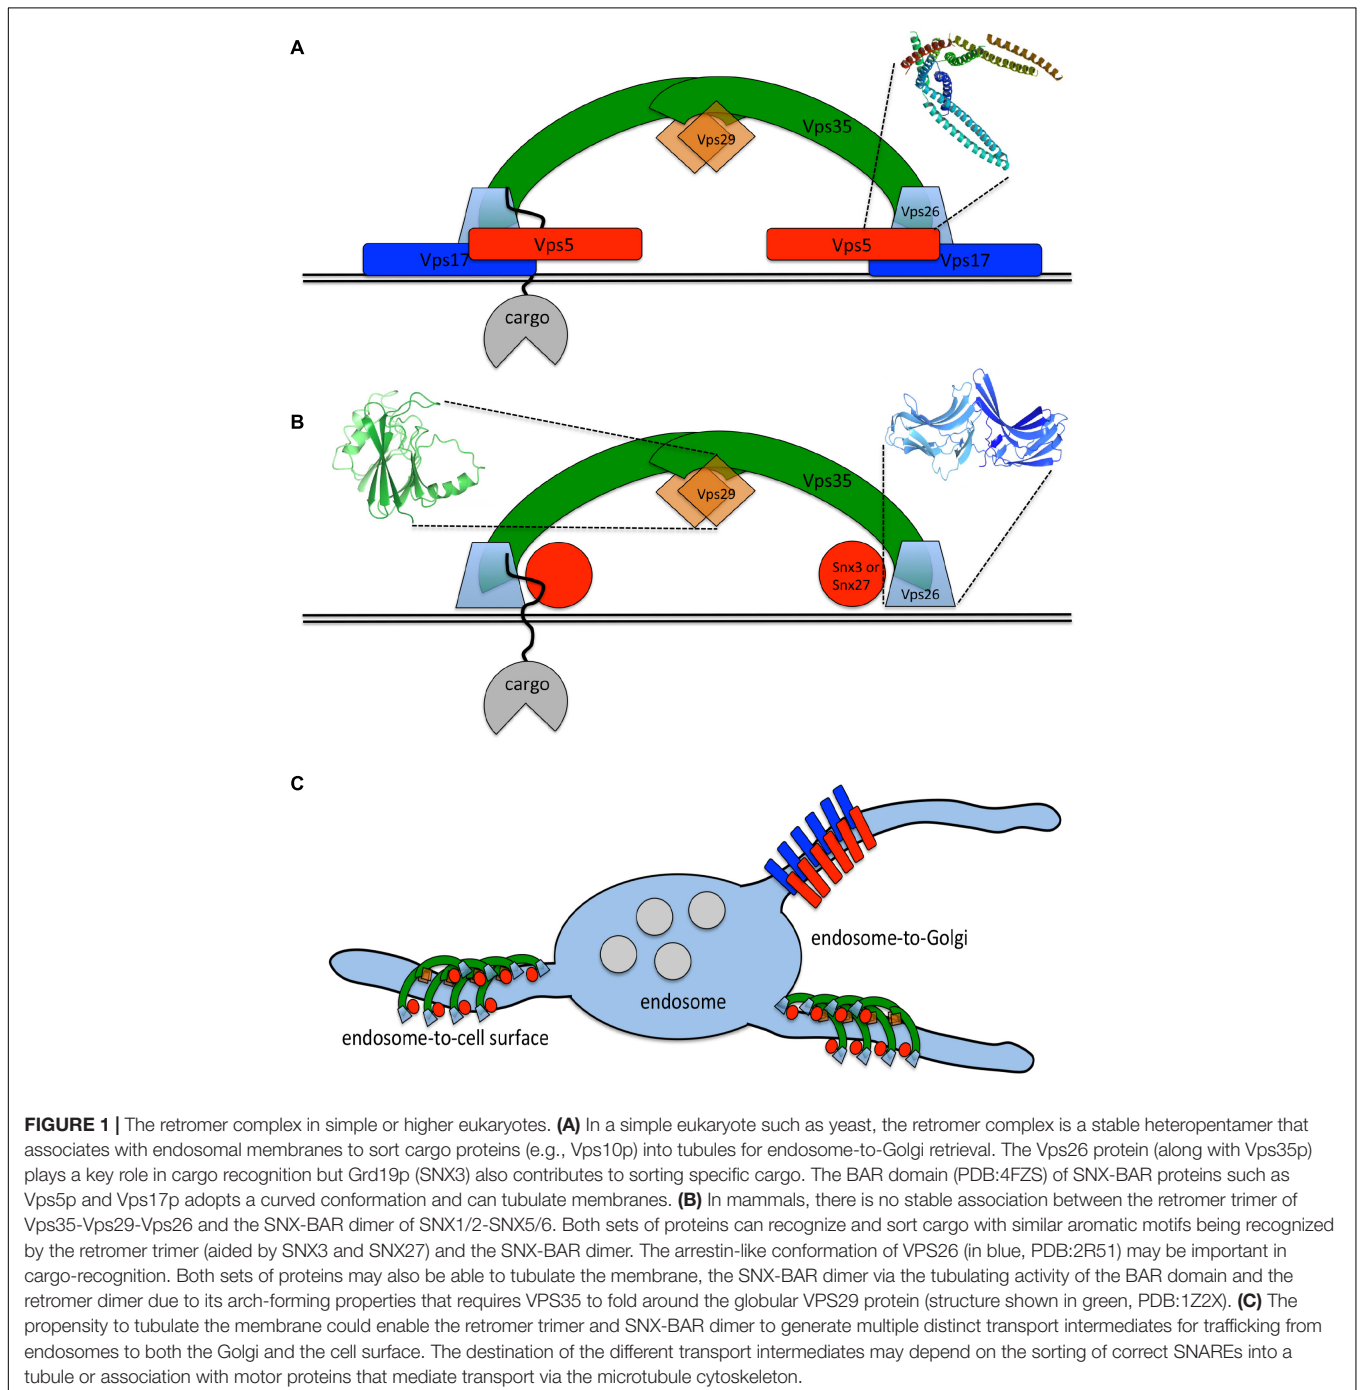 A
Vps35
Vps29
Vps26
Vps5
Vps5
Vps17
Vps17
cargo
B
Vps35
Vps29
Snx3 or
Snx27
Vps26
cargo
C
endosome-to-Golgi
endosome
endosome-to-cell surface
FIGURE 1 | The retromer complex in simple or higher eukaryotes. (A) In a simple eukaryote such as yeast, the retromer complex is a stable heteropentamer that
associates with endosomal membranes to sort cargo proteins (e.g., Vps10p) into tubules for endosome-to-Golgi retrieval. The Vps26 protein (along with Vps35p)
plays a key role in cargo recognition but Grd19p (SNX3) also contributes to sorting specific cargo. The BAR domain (PDB:4FZS) of SNX-BAR proteins such as
Vps5p and Vps17p adopts a curved conformation and can tubulate membranes. (B) In mammals, there is no stable association between the retromer trimer of
Vps35-Vps29-Vps26 and the SNX-BAR dimer of SNX1/2-SNX5/6. Both sets of proteins can recognize and sort cargo with similar aromatic motifs being recognized
by the retromer trimer (aided by SNX3 and SNX27) and the SNX-BAR dimer. The arrestin-like conformation of VPS26 (in blue, PDB:2R51) may be important in
cargo-recognition. Both sets of proteins may also be able to tubulate the membrane, the SNX-BAR dimer via the tubulating activity of the BAR domain and the
retromer dimer due to its arch-forming properties that requires VPS35 to fold around the globular VPS29 protein (structure shown in green, PDB:1Z2X). (C) The
propensity to tubulate the membrane could enable the retromer trimer and SNX-BAR dimer to generate multiple distinct transport intermediates for trafficking from
endosomes to both the Golgi and the cell surface. The destination of the different transport intermediates may depend on the sorting of correct SNAREs into a
tubule or association with motor proteins that mediate transport via the microtubule cytoskeleton.